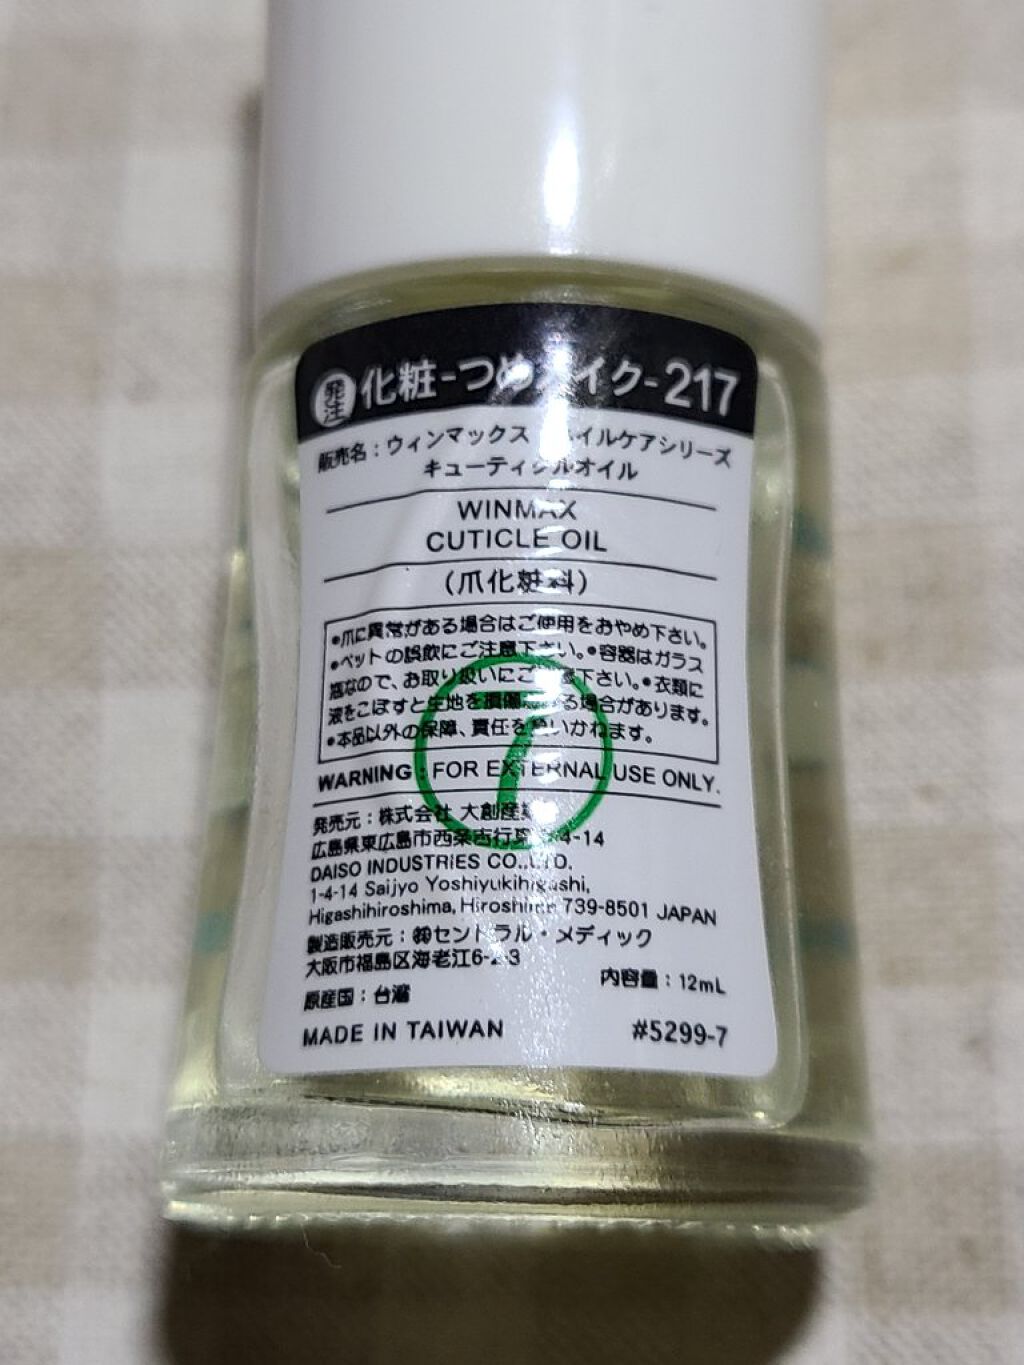 発注 化粧-つめメイク-217
販売名：ウィンマックス ネイルケアシリーズ
キューティクルオイル
WINMAX
CUTICLE OIL
(爪化粧料)
•爪に異常がある場合はご使用をおやめ下さい。
•ペットの誤飲にご注意下さい。•容器はガラス
瓶なので、お取り扱いにご注意下さい。•衣類に
液をこぼすと生地を損傷する場合があります。
•本品以外の保障、責任を負いかねます。
7
WARNING : FOR EXTERNAL USE ONLY.
発売元：株式会社 大創産業
広島県東広島市西条吉行東1-4-14
DAISO INDUSTRIES CO.,LTD.
1-4-14 Saijyo Yoshiyukihigashi,
Higashihiroshima, Hiroshima 739-8501 JAPAN
製造販売元：㈱セントラル・メディック
大阪市福島区海老江6-2-3
内容量：12mL
原産国：台湾
MADE IN TAIWAN #5299-7